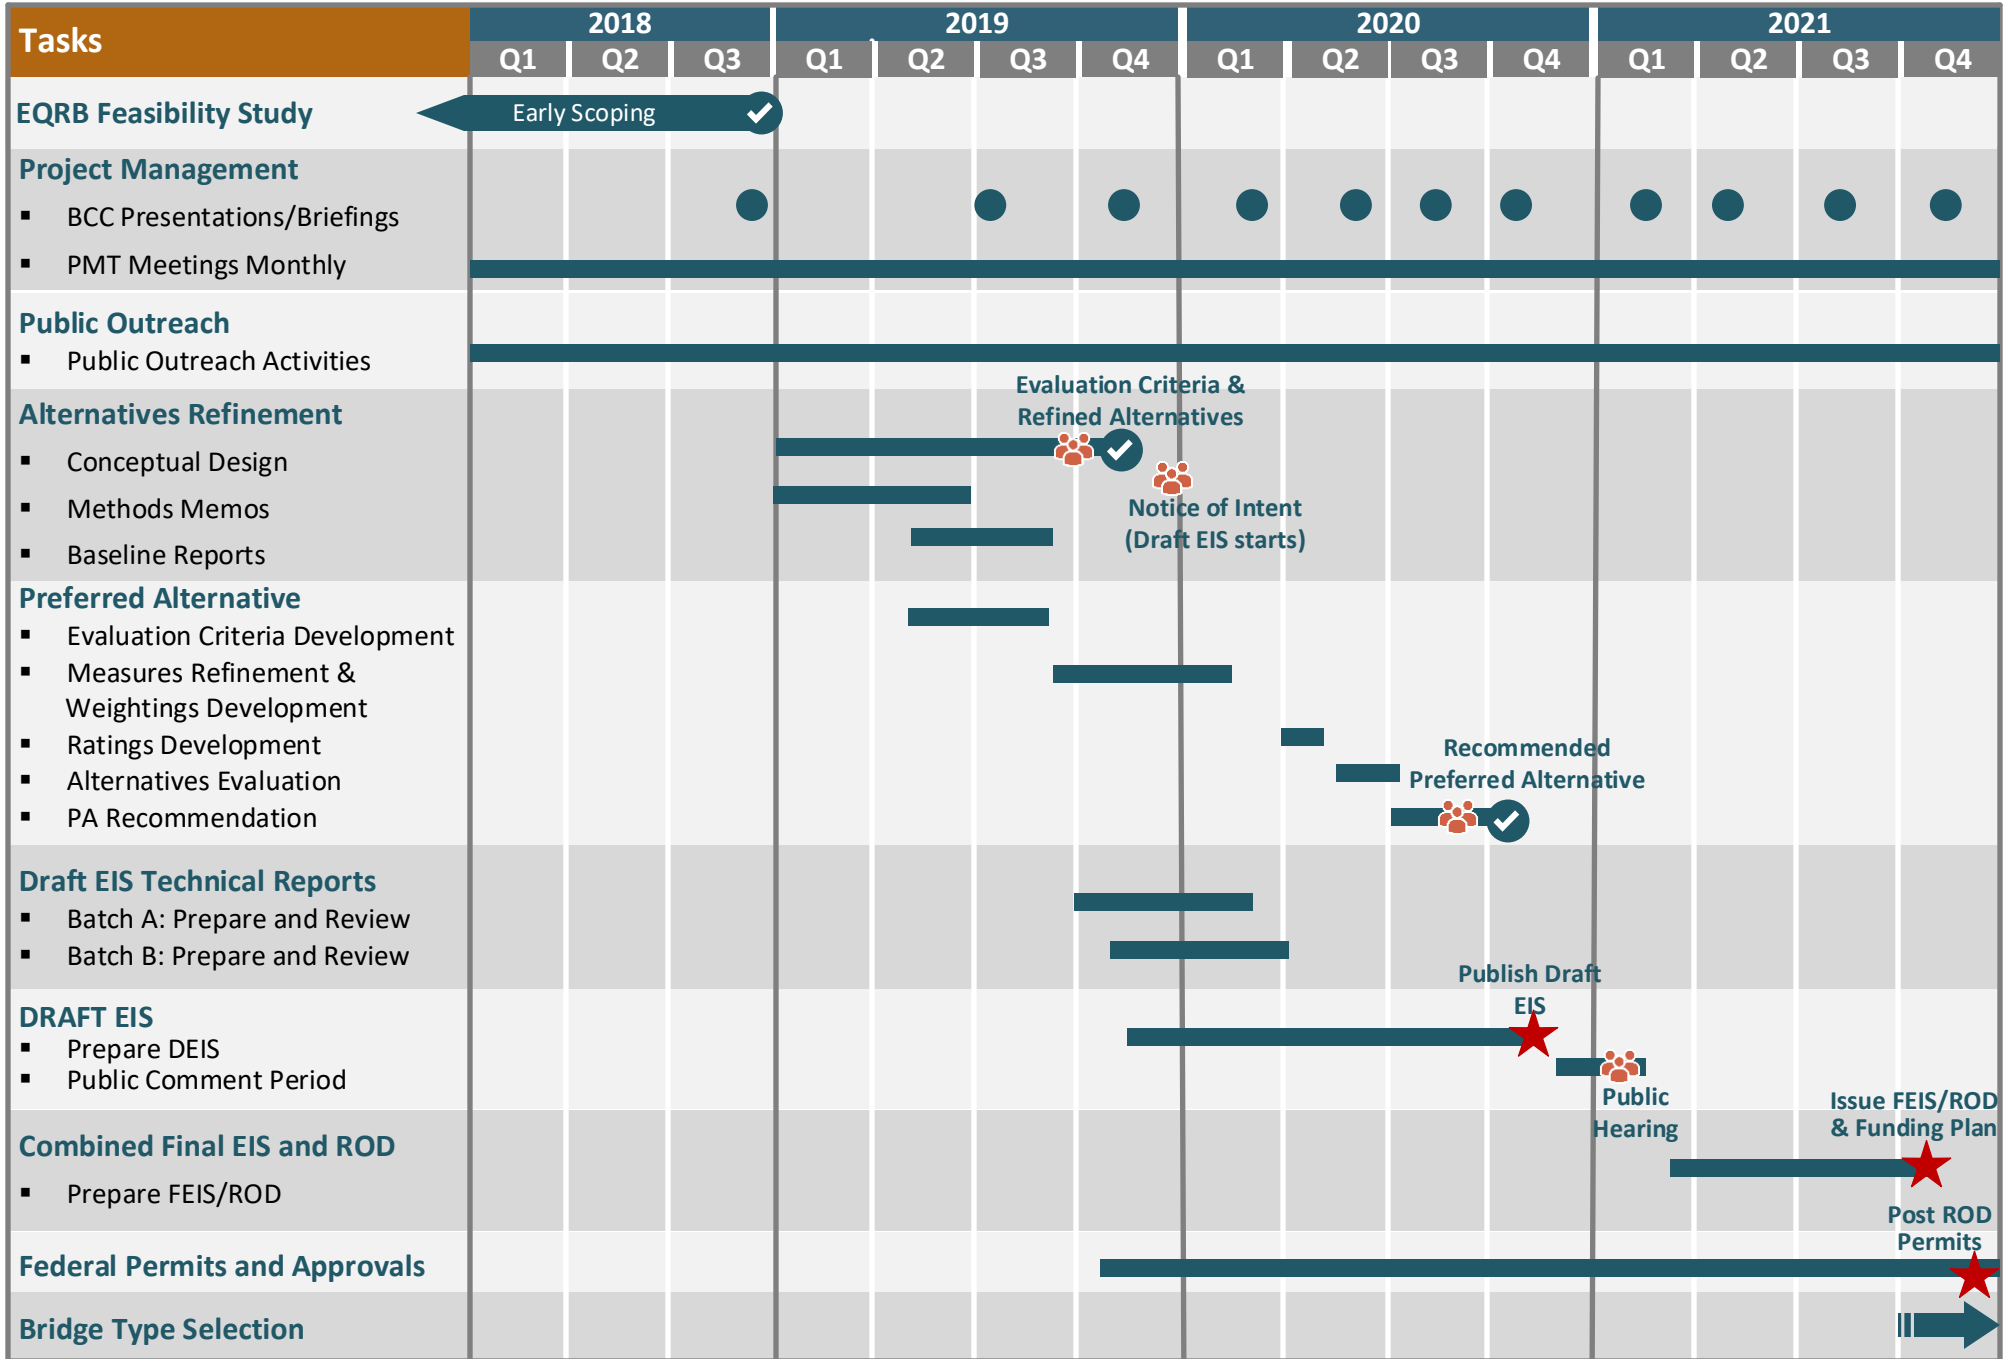 Tasks
2018
2019
2020
2021
Q1 Q2 Q3 Q1 Q2 Q3 Q4 Q1 Q2 Q3 Q4 Q1 Q2 Q3 Q4
EQRB Feasibility Study
Early Scoping
Project Management
▪ BCC Presentations/Briefings
▪ PMT Meetings Monthly
Public Outreach
▪ Public Outreach Activities
Evaluation Criteria &
Refined Alternatives
Alternatives Refinement
▪ Conceptual Design
▪ Methods Memos
▪ Baseline Reports
Notice of Intent
(Draft EIS starts)
Preferred Alternative
▪ Evaluation Criteria Development
▪ Measures Refinement &
Weightings Development
▪ Ratings Development
▪ Alternatives Evaluation
▪ PA Recommendation
Recommended
Preferred Alternative
Draft EIS Technical Reports
▪ Batch A: Prepare and Review
▪ Batch B: Prepare and Review
Publish Draft
EIS
DRAFT EIS
▪ Prepare DEIS
▪ Public Comment Period
Public
Hearing
Issue FEIS/ROD
& Funding Plan
Combined Final EIS and ROD
▪ Prepare FEIS/ROD
Post ROD
Permits
Federal Permits and Approvals
Bridge Type Selection